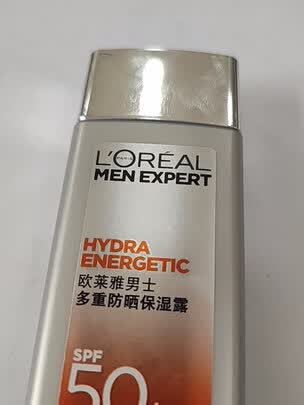 L'ORÉAL
PARIS
MEN EXPERT
HYDRA
ENERGETIC
欧莱雅男士
多重防晒保湿露
SPF
50+